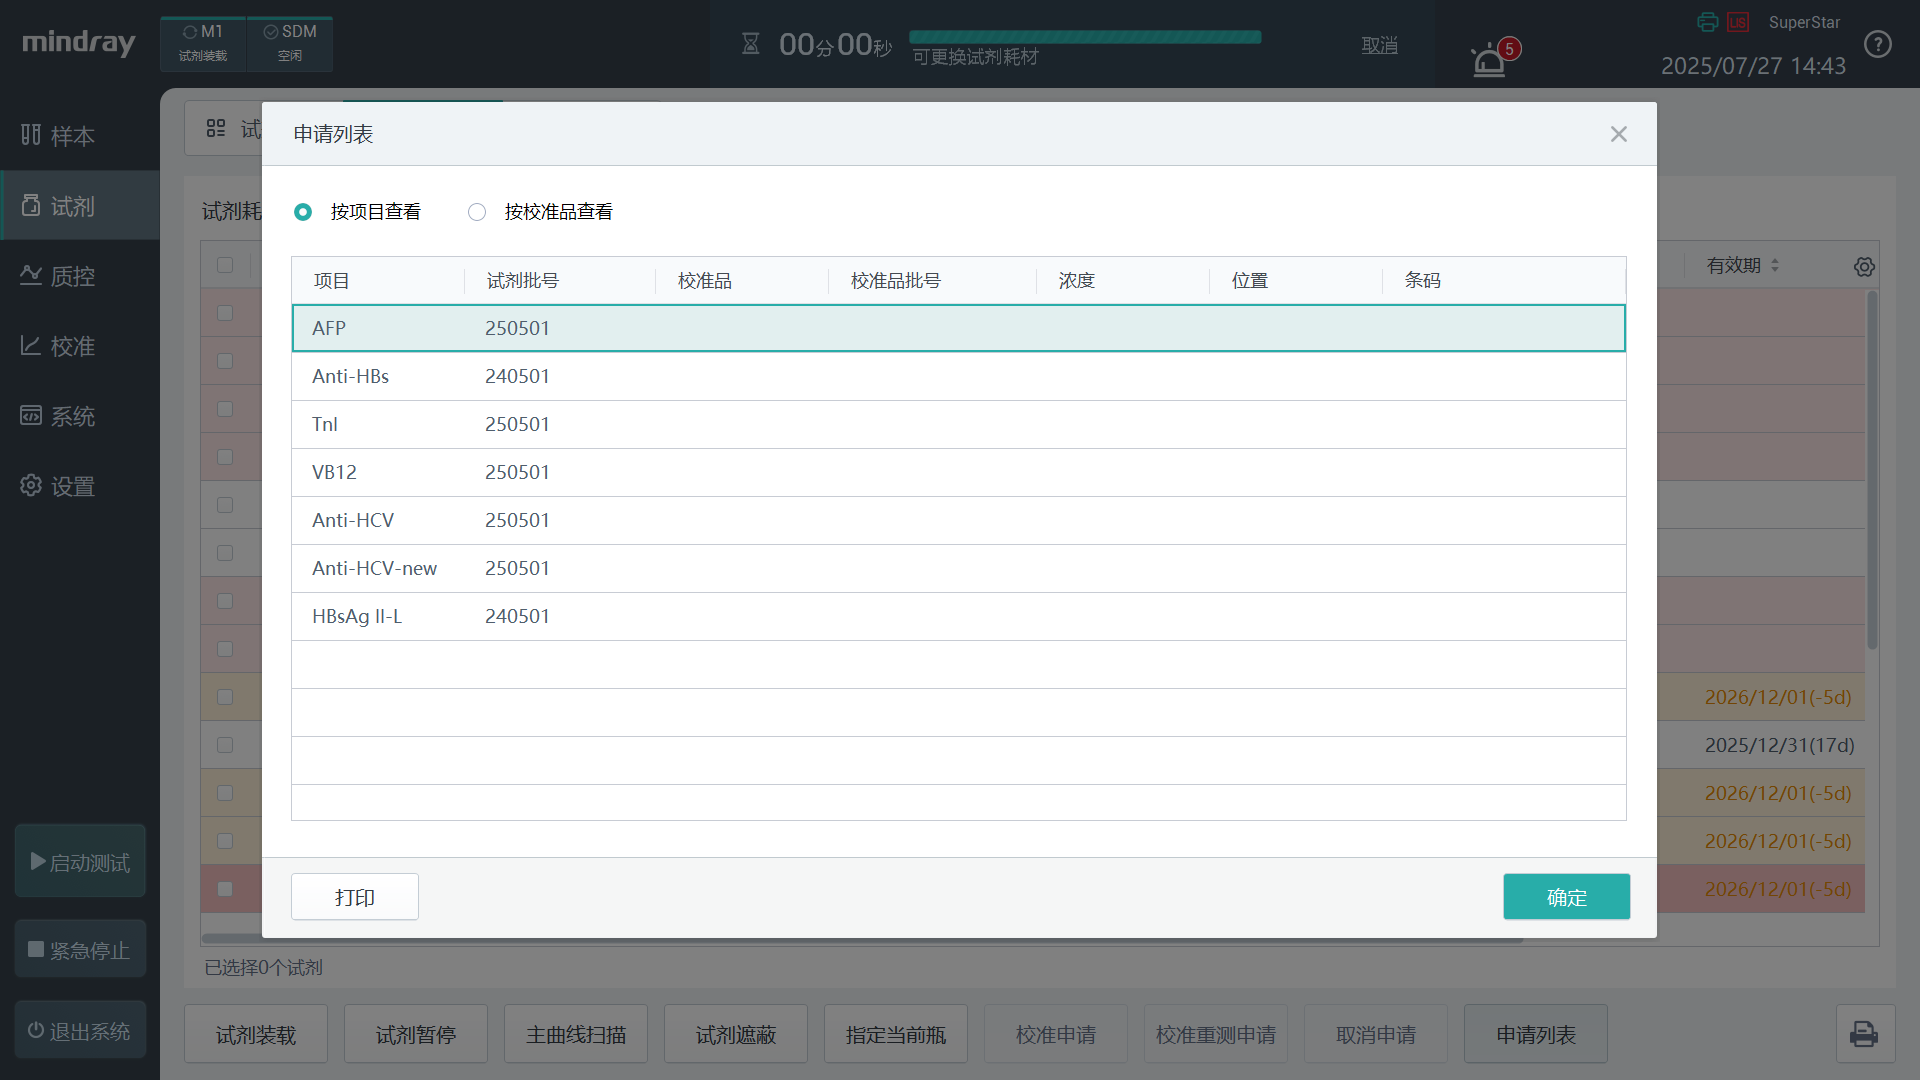 mindray
M1
试剂装载
SDM
空闲
00分00秒
可更换试剂耗材
取消
5
LIS
SuperStar
2025/07/27 14:43
样本
试剂
质控
校准
系统
设置
启动测试
紧急停止
退出系统
试
试剂耗
申请列表
按项目查看
按校准品查看
项目 试剂批号 校准品 校准品批号 浓度 位置 条码
AFP 250501
Anti-HBs 240501
TnI 250501
VB12 250501
Anti-HCV 250501
Anti-HCV-new 250501
HBsAg II-L 240501
打印
确定
有效期
2026/12/01(-5d)
2025/12/31(17d)
2026/12/01(-5d)
2026/12/01(-5d)
2026/12/01(-5d)
已选择0个试剂
试剂装载
试剂暂停
主曲线扫描
试剂遮蔽
指定当前瓶
校准申请
校准重测申请
取消申请
申请列表